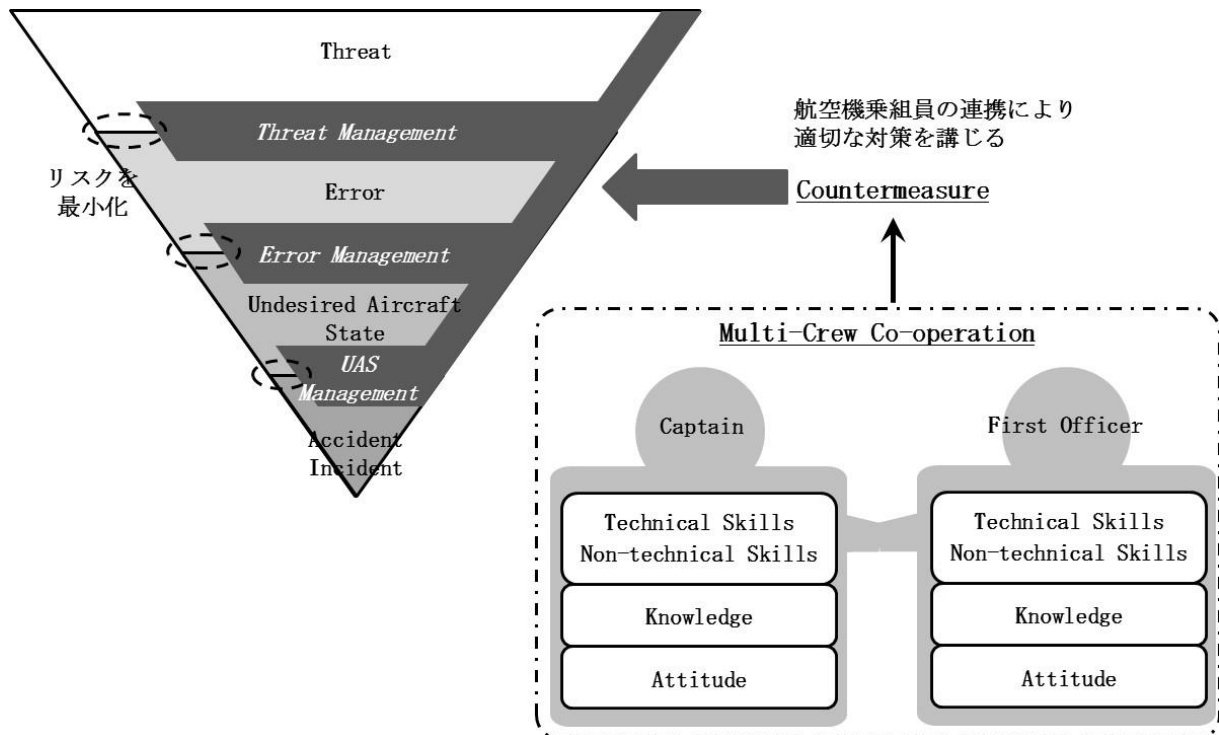 Threat
Threat Management
リスクを
最小化
Error
Error Management
Undesired Aircraft
State
UAS
Management
Accident
Incident
航空機乗組員の連携により
適切な対策を講じる
Countermeasure
Multi-Crew Co-operation
Captain
Technical Skills
Non-technical Skills
Knowledge
Attitude
First Officer
Technical Skills
Non-technical Skills
Knowledge
Attitude